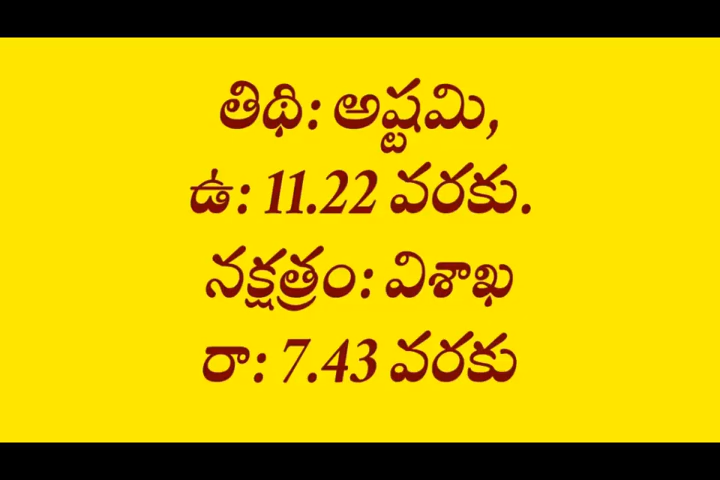 తిథి: అష్టమి,
ఉ: 11.22 వరకు.
నక్షత్రం: విశాఖ
రా: 7.43 వరకు